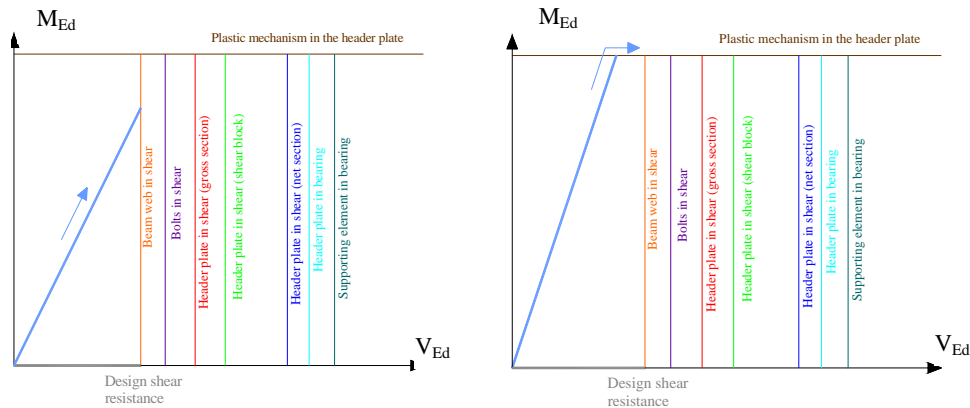 M_Ed
Plastic mechanism in the header plate
Beam web in shear
Bolts in shear
Header plate in shear (gross section)
Header plate in shear (shear block)
Header plate in shear (net section)
Header plate in bearing
Supporting element in bearing
V_Ed
Design shear
resistance
M_Ed
Plastic mechanism in the header plate
Beam web in shear
Bolts in shear
Header plate in shear (gross section)
Header plate in shear (shear block)
Header plate in shear (net section)
Header plate in bearing
Supporting element in bearing
V_Ed
Design shear
resistance